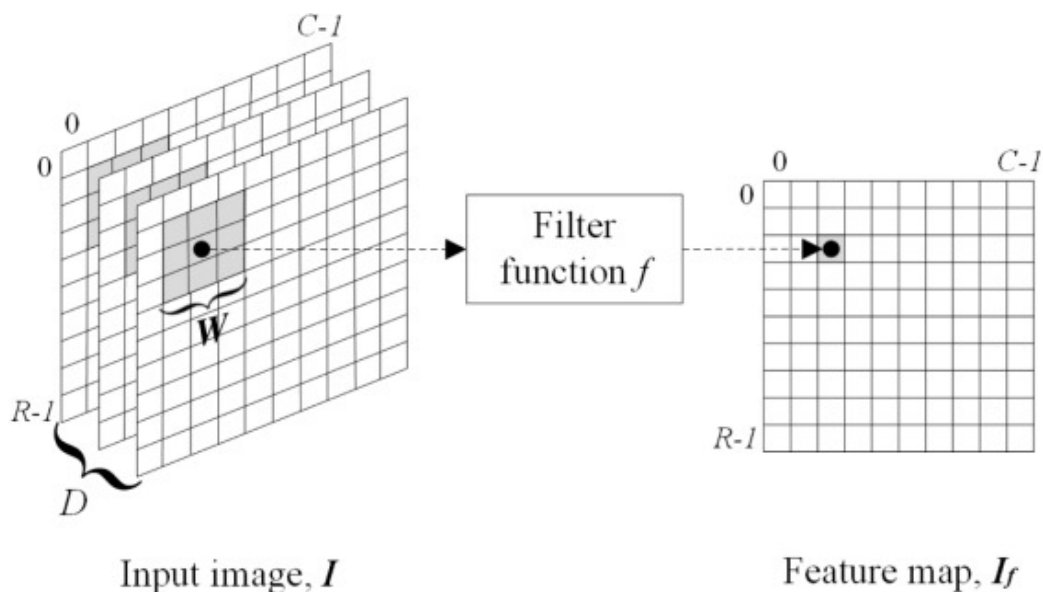 C-1
0
0
W
R-1
D
Input image, I
Filter
function f
0
C-1
0
R-1
Feature map, If